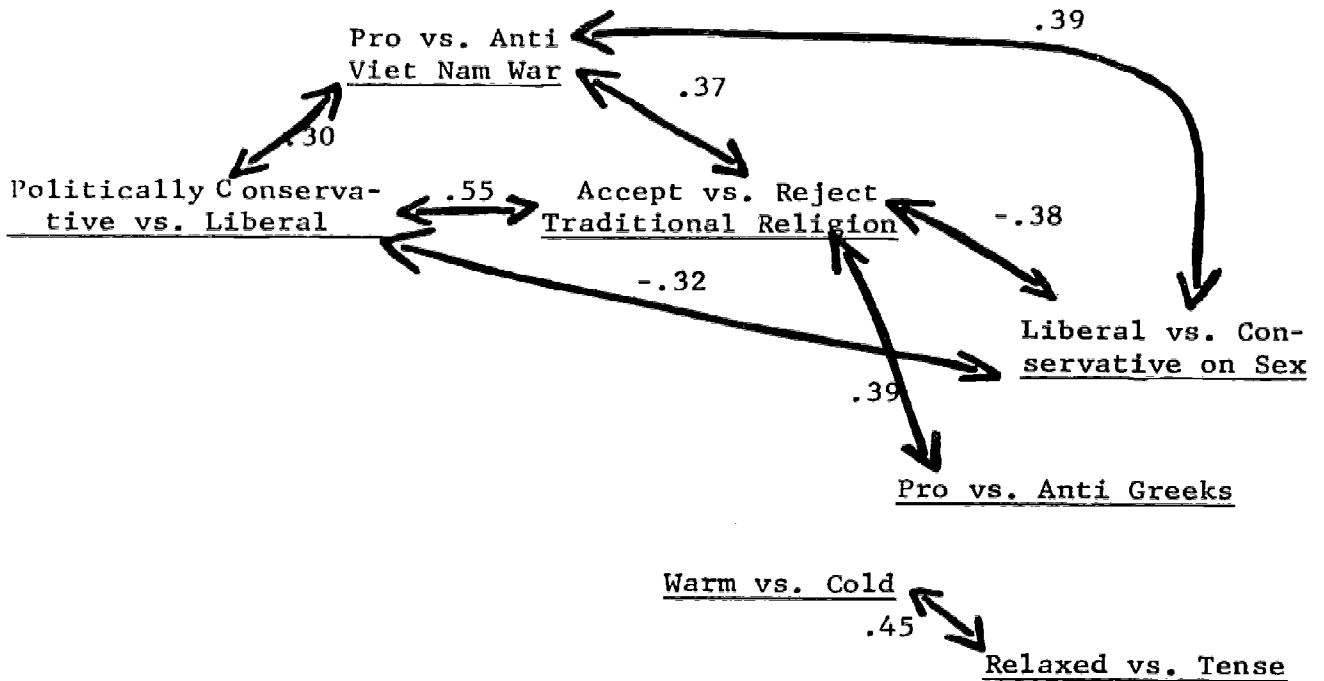 .39
Pro vs. Anti
Viet Nam War
.37
.30
Politically Conserva-
tive vs. Liberal
.55
Accept vs. Reject
Traditional Religion
-.38
-.32
Liberal vs. Con-
servative on Sex
.39
Pro vs. Anti Greeks
Warm vs. Cold
.45
Relaxed vs. Tense